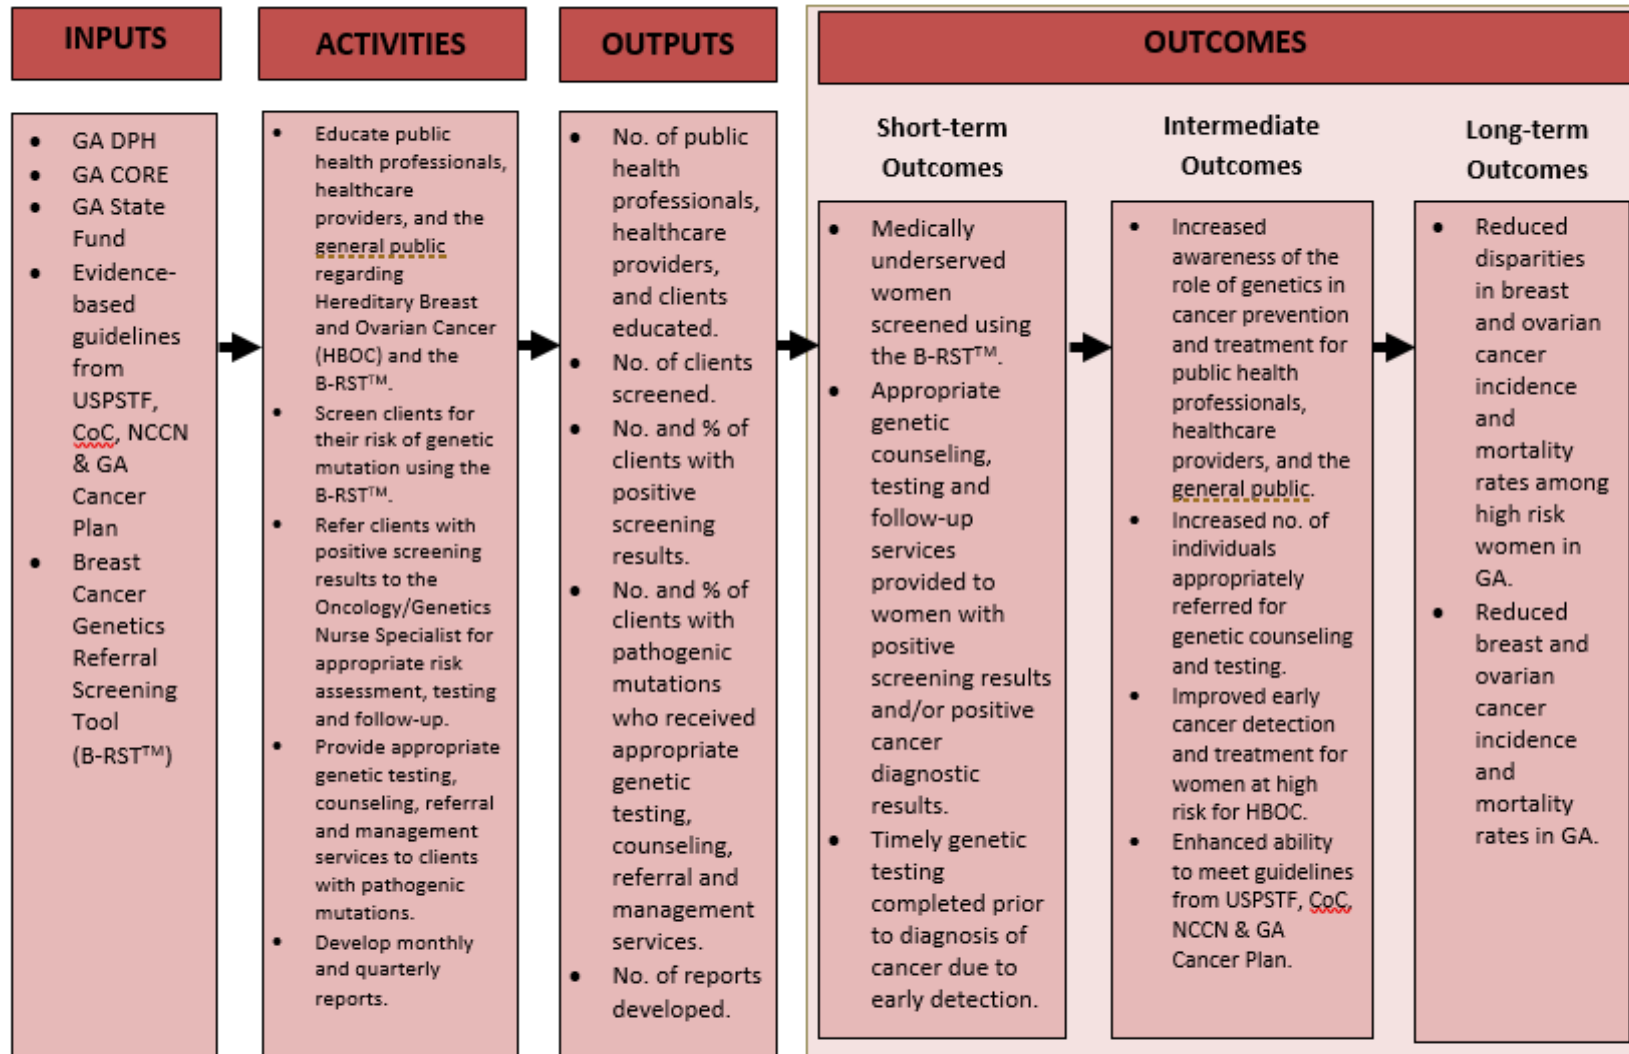 INPUTS
• GA DPH
• GA CORE
• GA State
Fund
• Evidence-
based
guidelines
from
USPSTF,
CoC, NCCN
& GA
Cancer
Plan
• Breast
Cancer
Genetics
Referral
Screening
Tool
(B-RST™)
ACTIVITIES
• Educate public
health professionals,
healthcare
providers, and the
general public
regarding
Hereditary Breast
and Ovarian Cancer
(HBOC) and the
B-RST™.
• Screen clients for
their risk of genetic
mutation using the
B-RST™.
• Refer clients with
positive screening
results to the
Oncology/Genetics
Nurse Specialist for
appropriate risk
assessment, testing
and follow-up.
• Provide appropriate
genetic testing,
counseling, referral
and management
services to clients
with pathogenic
mutations.
• Develop monthly
and quarterly
reports.
OUTPUTS
• No. of public
health
professionals,
healthcare
providers,
and clients
educated.
• No. of clients
screened.
• No. and % of
clients with
positive
screening
results.
• No. and % of
clients with
pathogenic
mutations
who received
appropriate
genetic
testing,
counseling,
referral and
management
services.
• No. of reports
developed.
OUTCOMES
Short-term
Outcomes
• Medically
underserved
women
screened using
the B-RST™.
• Appropriate
genetic
counseling,
testing and
follow-up
services
provided to
women with
positive
screening results
and/or positive
cancer
diagnostic
results.
• Timely genetic
testing
completed prior
to diagnosis of
cancer due to
early detection.
Intermediate
Outcomes
• Increased
awareness of the
role of genetics in
cancer prevention
and treatment for
public health
professionals,
healthcare
providers, and the
general public.
• Increased no. of
individuals
appropriately
referred for
genetic counseling
and testing.
• Improved early
cancer detection
and treatment for
women at high
risk for HBOC.
• Enhanced ability
to meet guidelines
from USPSTF, CoC,
NCCN & GA
Cancer Plan.
Long-term
Outcomes
• Reduced
disparities
in breast
and ovarian
cancer
incidence
and
mortality
rates among
high risk
women in
GA.
• Reduced
breast and
ovarian
cancer
incidence
and
mortality
rates in GA.